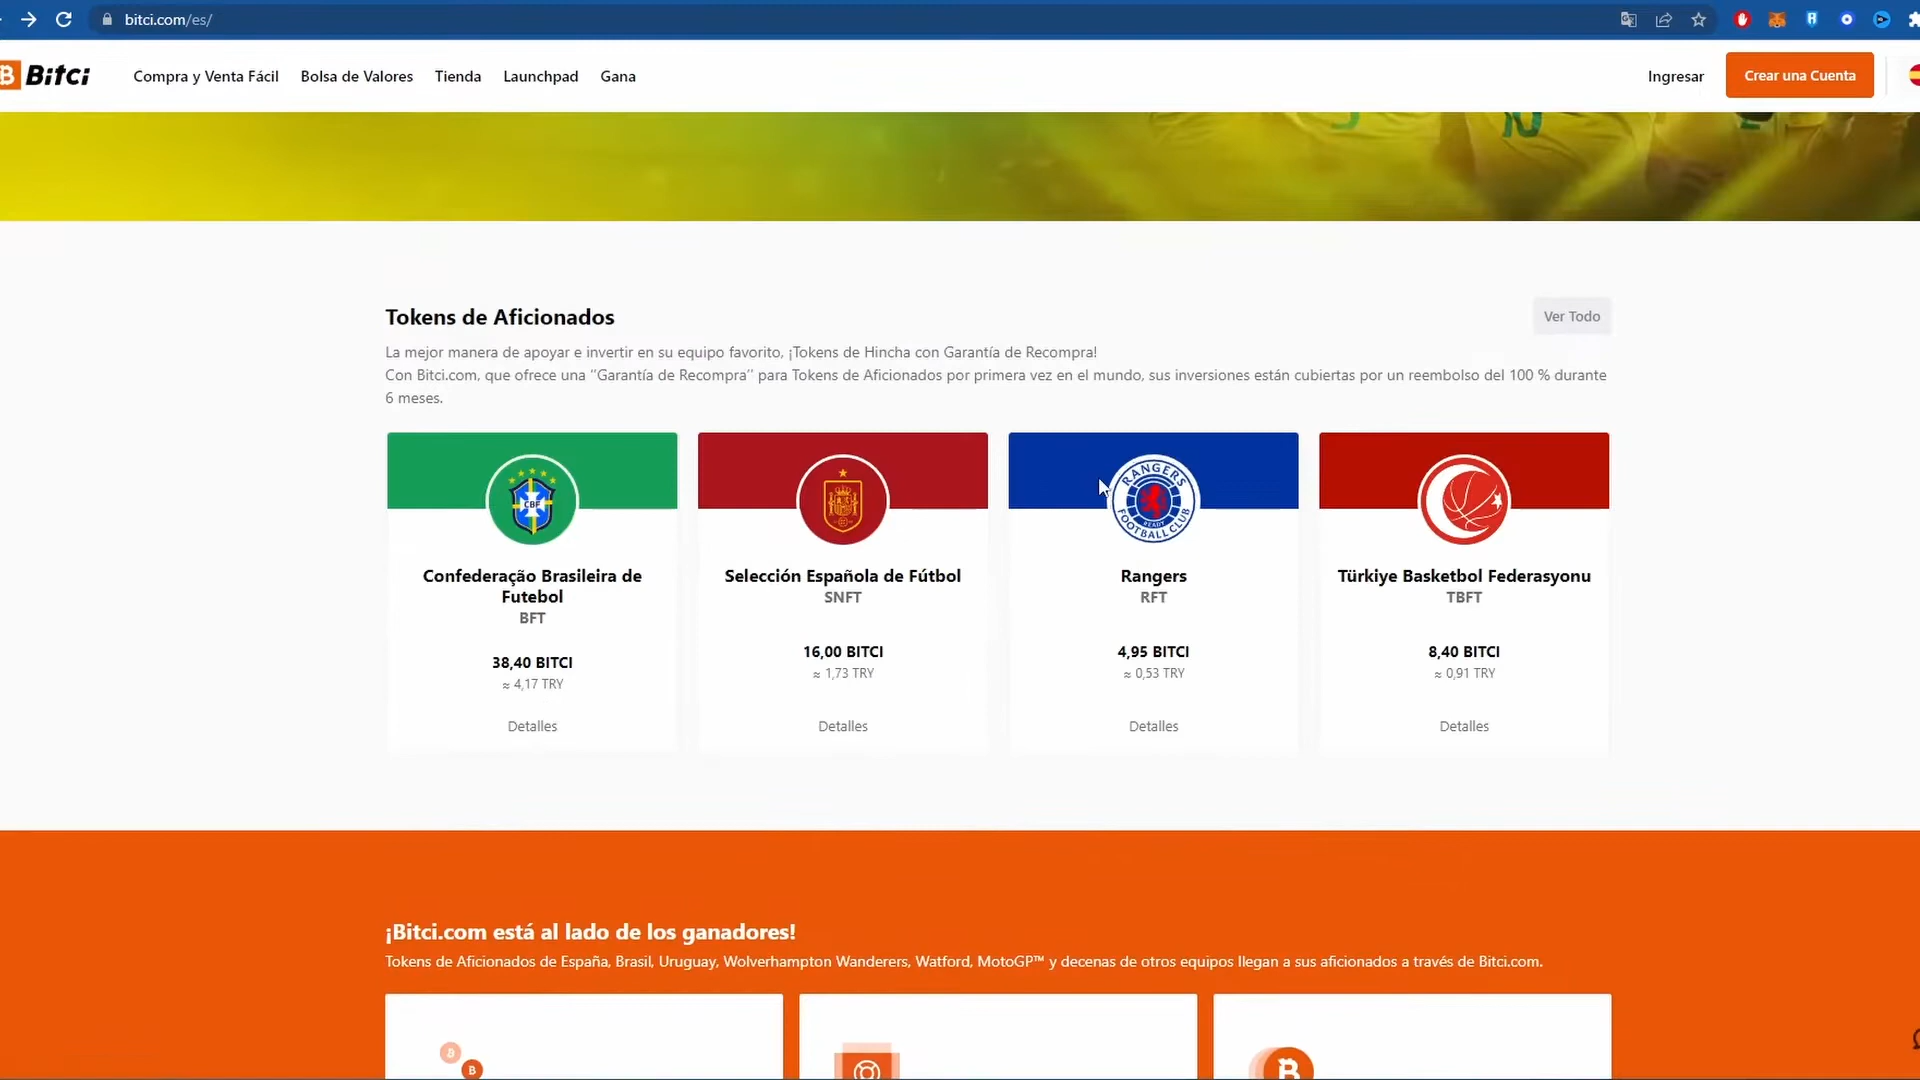 bitci.com/es/
Bitci
Compra y Venta Fácil
Bolsa de Valores
Tienda
Launchpad
Gana
Ingresar
Crear una Cuenta
Tokens de Aficionados
Ver Todo
La mejor manera de apoyar e invertir en su equipo favorito, ¡Tokens de Hincha con Garantía de Recompra!
Con Bitci.com, que ofrece una ‘‘Garantía de Recompra’’ para Tokens de Aficionados por primera vez en el mundo, sus inversiones están cubiertas por un reembolso del 100 % durante
6 meses.
CBF
Confederação Brasileira de
Futebol
BFT
38,40 BITCI
≈ 4,17 TRY
Detalles
Selección Española de Fútbol
SNFT
16,00 BITCI
≈ 1,73 TRY
Detalles
RANGERS
READY
FOOTBALL CLUB
Rangers
RFT
4,95 BITCI
≈ 0,53 TRY
Detalles
Türkiye Basketbol Federasyonu
TBFT
8,40 BITCI
≈ 0,91 TRY
Detalles
¡Bitci.com está al lado de los ganadores!
Tokens de Aficionados de España, Brasil, Uruguay, Wolverhampton Wanderers, Watford, MotoGP™ y decenas de otros equipos llegan a sus aficionados a través de Bitci.com.